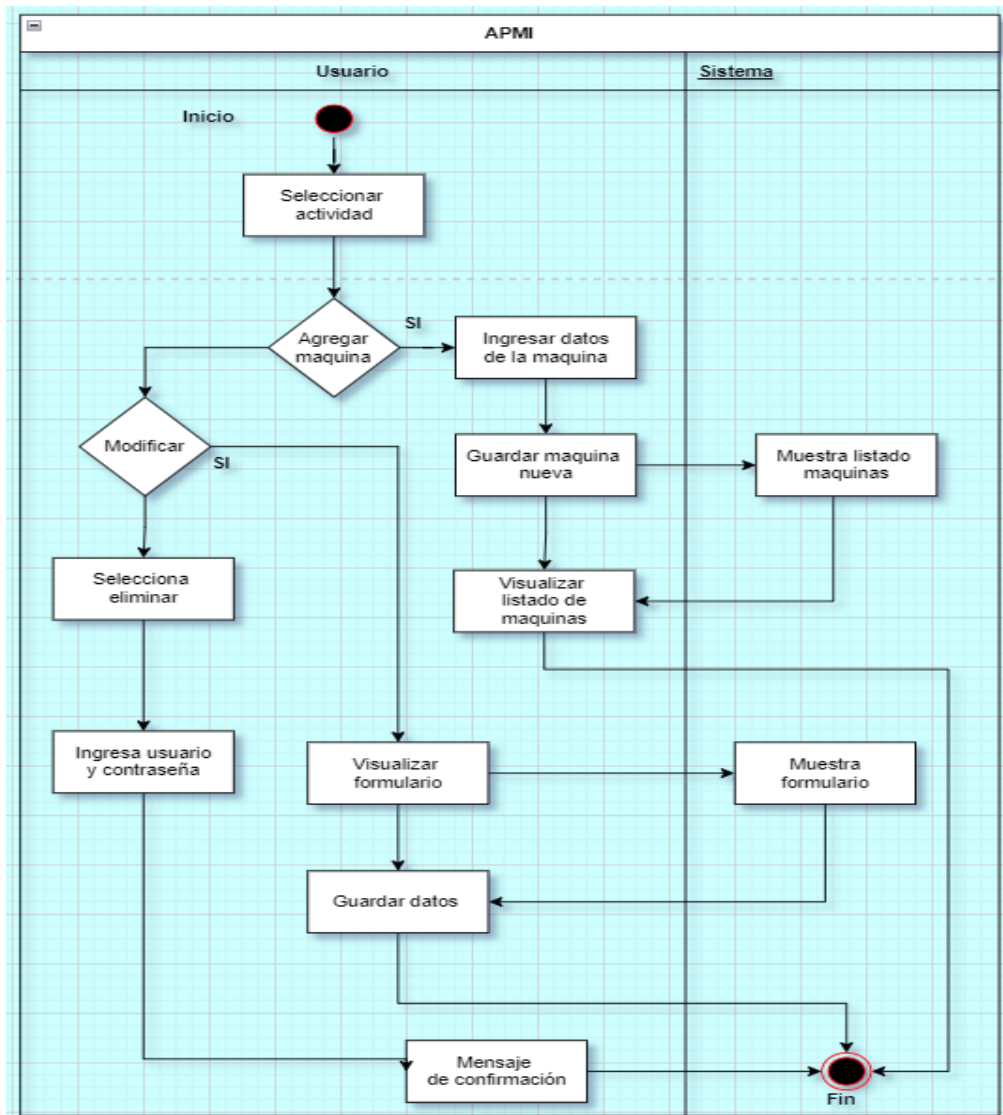 APMI
Usuario
Sistema
Inicio
Seleccionar
actividad
Agregar
maquina
SI
Ingresar datos
de la maquina
Modificar
SI
Guardar maquina
nueva
Muestra listado
maquinas
Selecciona
eliminar
Visualizar
listado de
maquinas
Ingresa usuario
y contraseña
Visualizar
formulario
Muestra
formulario
Guardar datos
Mensaje
de confirmación
Fin